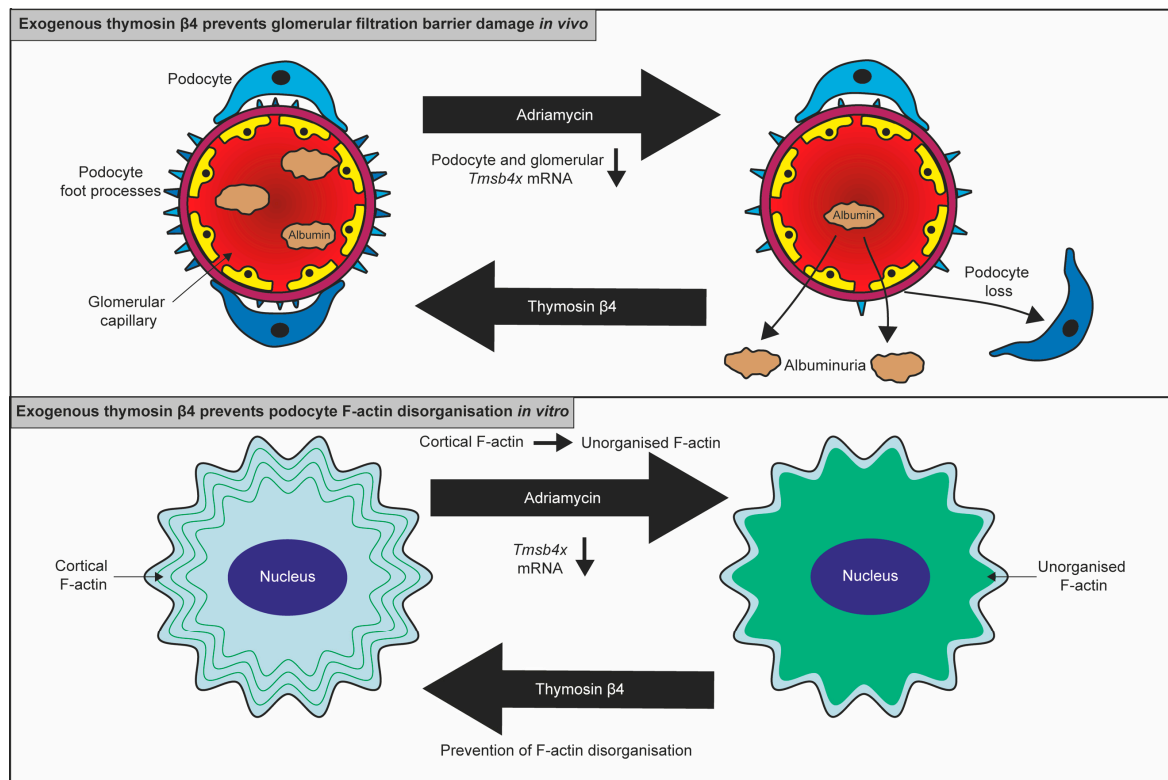 Exogenous thymosin β4 prevents glomerular filtration barrier damage in vivo
Podocyte
Podocyte
foot processes
Albumin
Glomerular
capillary
Adriamycin
Podocyte and glomerular
Tmsb4x mRNA
Thymosin β4
Albumin
Podocyte
loss
Albuminuria
Exogenous thymosin β4 prevents podocyte F-actin disorganisation in vitro
Cortical F-actin
Unorganised F-actin
Adriamycin
Tmsb4x
mRNA
Cortical
F-actin
Nucleus
Nucleus
Unorganised
F-actin
Thymosin β4
Prevention of F-actin disorganisation